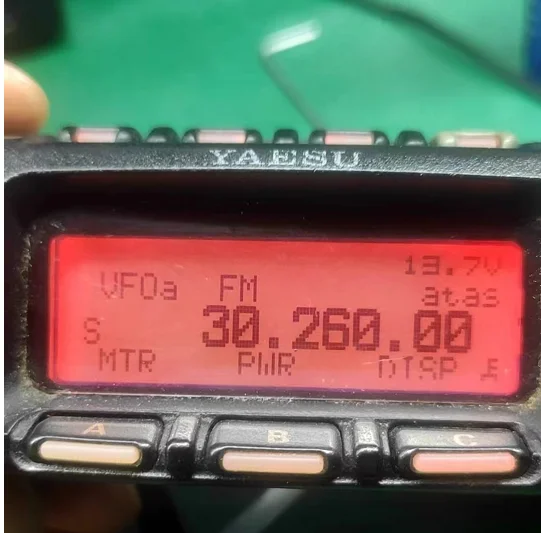 YAESU
13.7V
VFOa FM atas
30.260.00
S
MTR PWR DISP
A B C